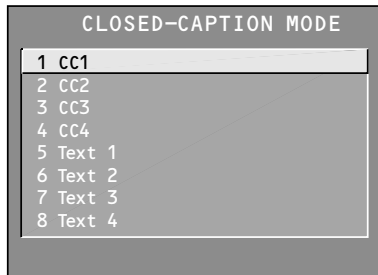 CLOSED-CAPTION MODE
1 CC1
2 CC2
3 CC3
4 CC4
5 Text 1
6 Text 2
7 Text 3
8 Text 4